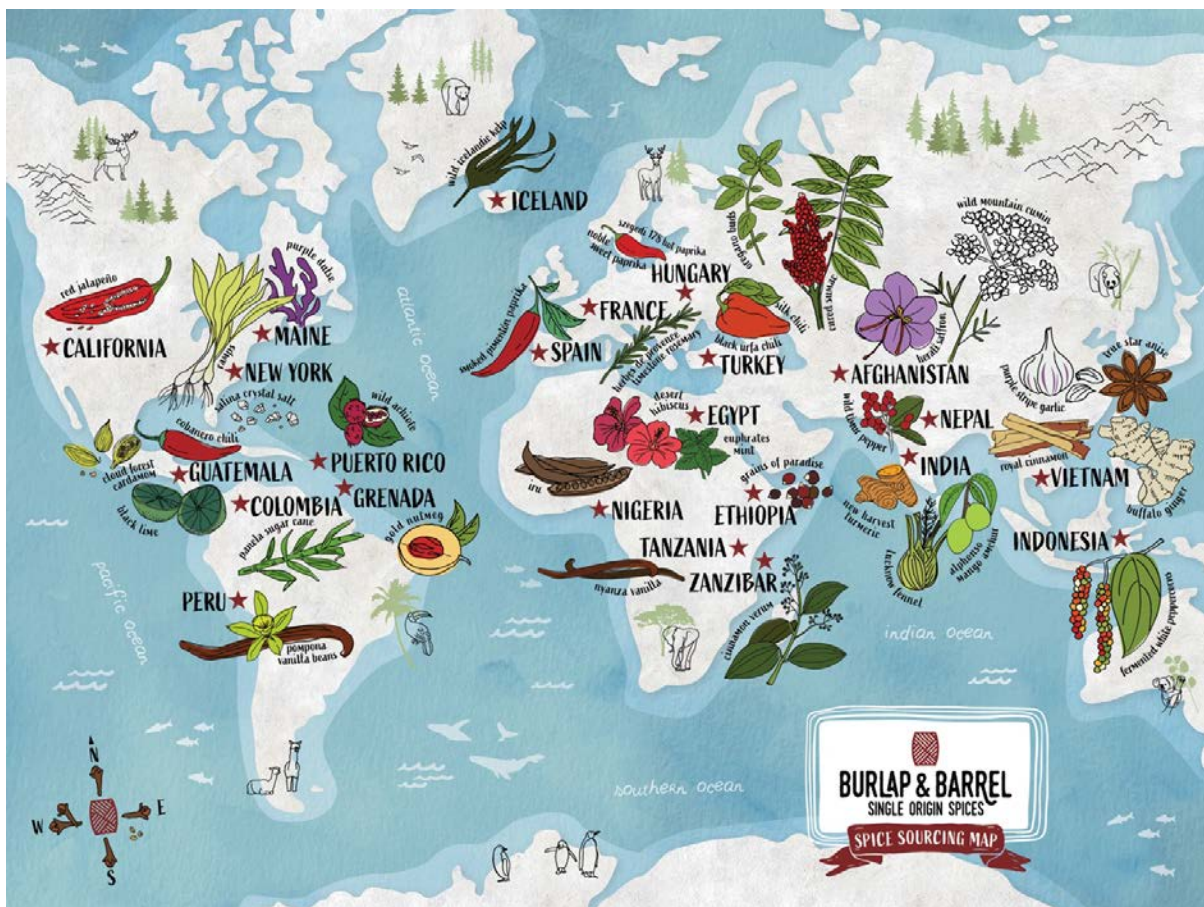 wild icelandic kelp
ICELAND
red jalapeño
CALIFORNIA
purple dulse
MAINE
ramps
NEW YORK
salina crystal salt
atlantic ocean
smoked pimentón paprika
SPAIN
noble sweet paprika
szegedi 178 hot paprika
HUNGARY
FRANCE
herbes de provence
limestone rosemary
oregano buds
cured sumac
silk chili
black urfa chili
TURKEY
wild mountain cumin
herati saffron
AFGHANISTAN
purple stripe garlic
true star anise
wild timur pepper
NEPAL
INDIA
royal cinnamon
VIETNAM
buffalo ginger
cobanero chili
cloud forest
cardamom
GUATEMALA
black lime
wild achiote
PUERTO RICO
GRENADA
gold nutmeg
COLOMBIA
panela sugar cane
PERU
pompona
vanilla beans
pacific ocean
desert
hibiscus
EGYPT
euphrates
mint
iru
NIGERIA
grains of paradise
ETHIOPIA
TANZANIA
nyanza vanilla
ZANZIBAR
cinnamon verum
new harvest
turmeric
lucknow fennel
alphonso
mango amchur
INDONESIA
fermented white peppercorns
indian ocean
southern ocean
N
W
E
S
BURLAP & BARREL
SINGLE ORIGIN SPICES
SPICE SOURCING MAP